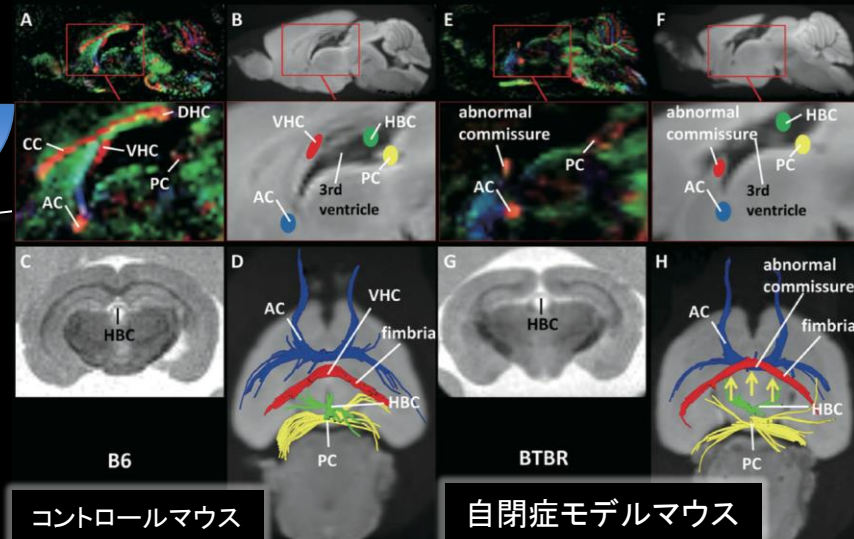 A
DHC
CC
VHC
PC
AC
B
VHC
HBC
PC
AC
3rd
ventricle
E
abnormal
commissure
PC
AC
F
abnormal
commissure
HBC
PC
AC
3rd
ventricle
C
HBC
B6
D
VHC
AC
fimbria
HBC
PC
G
HBC
BTBR
H
abnormal
commissure
AC
fimbria
HBC
PC
コントロールマウス
自閉症モデルマウス